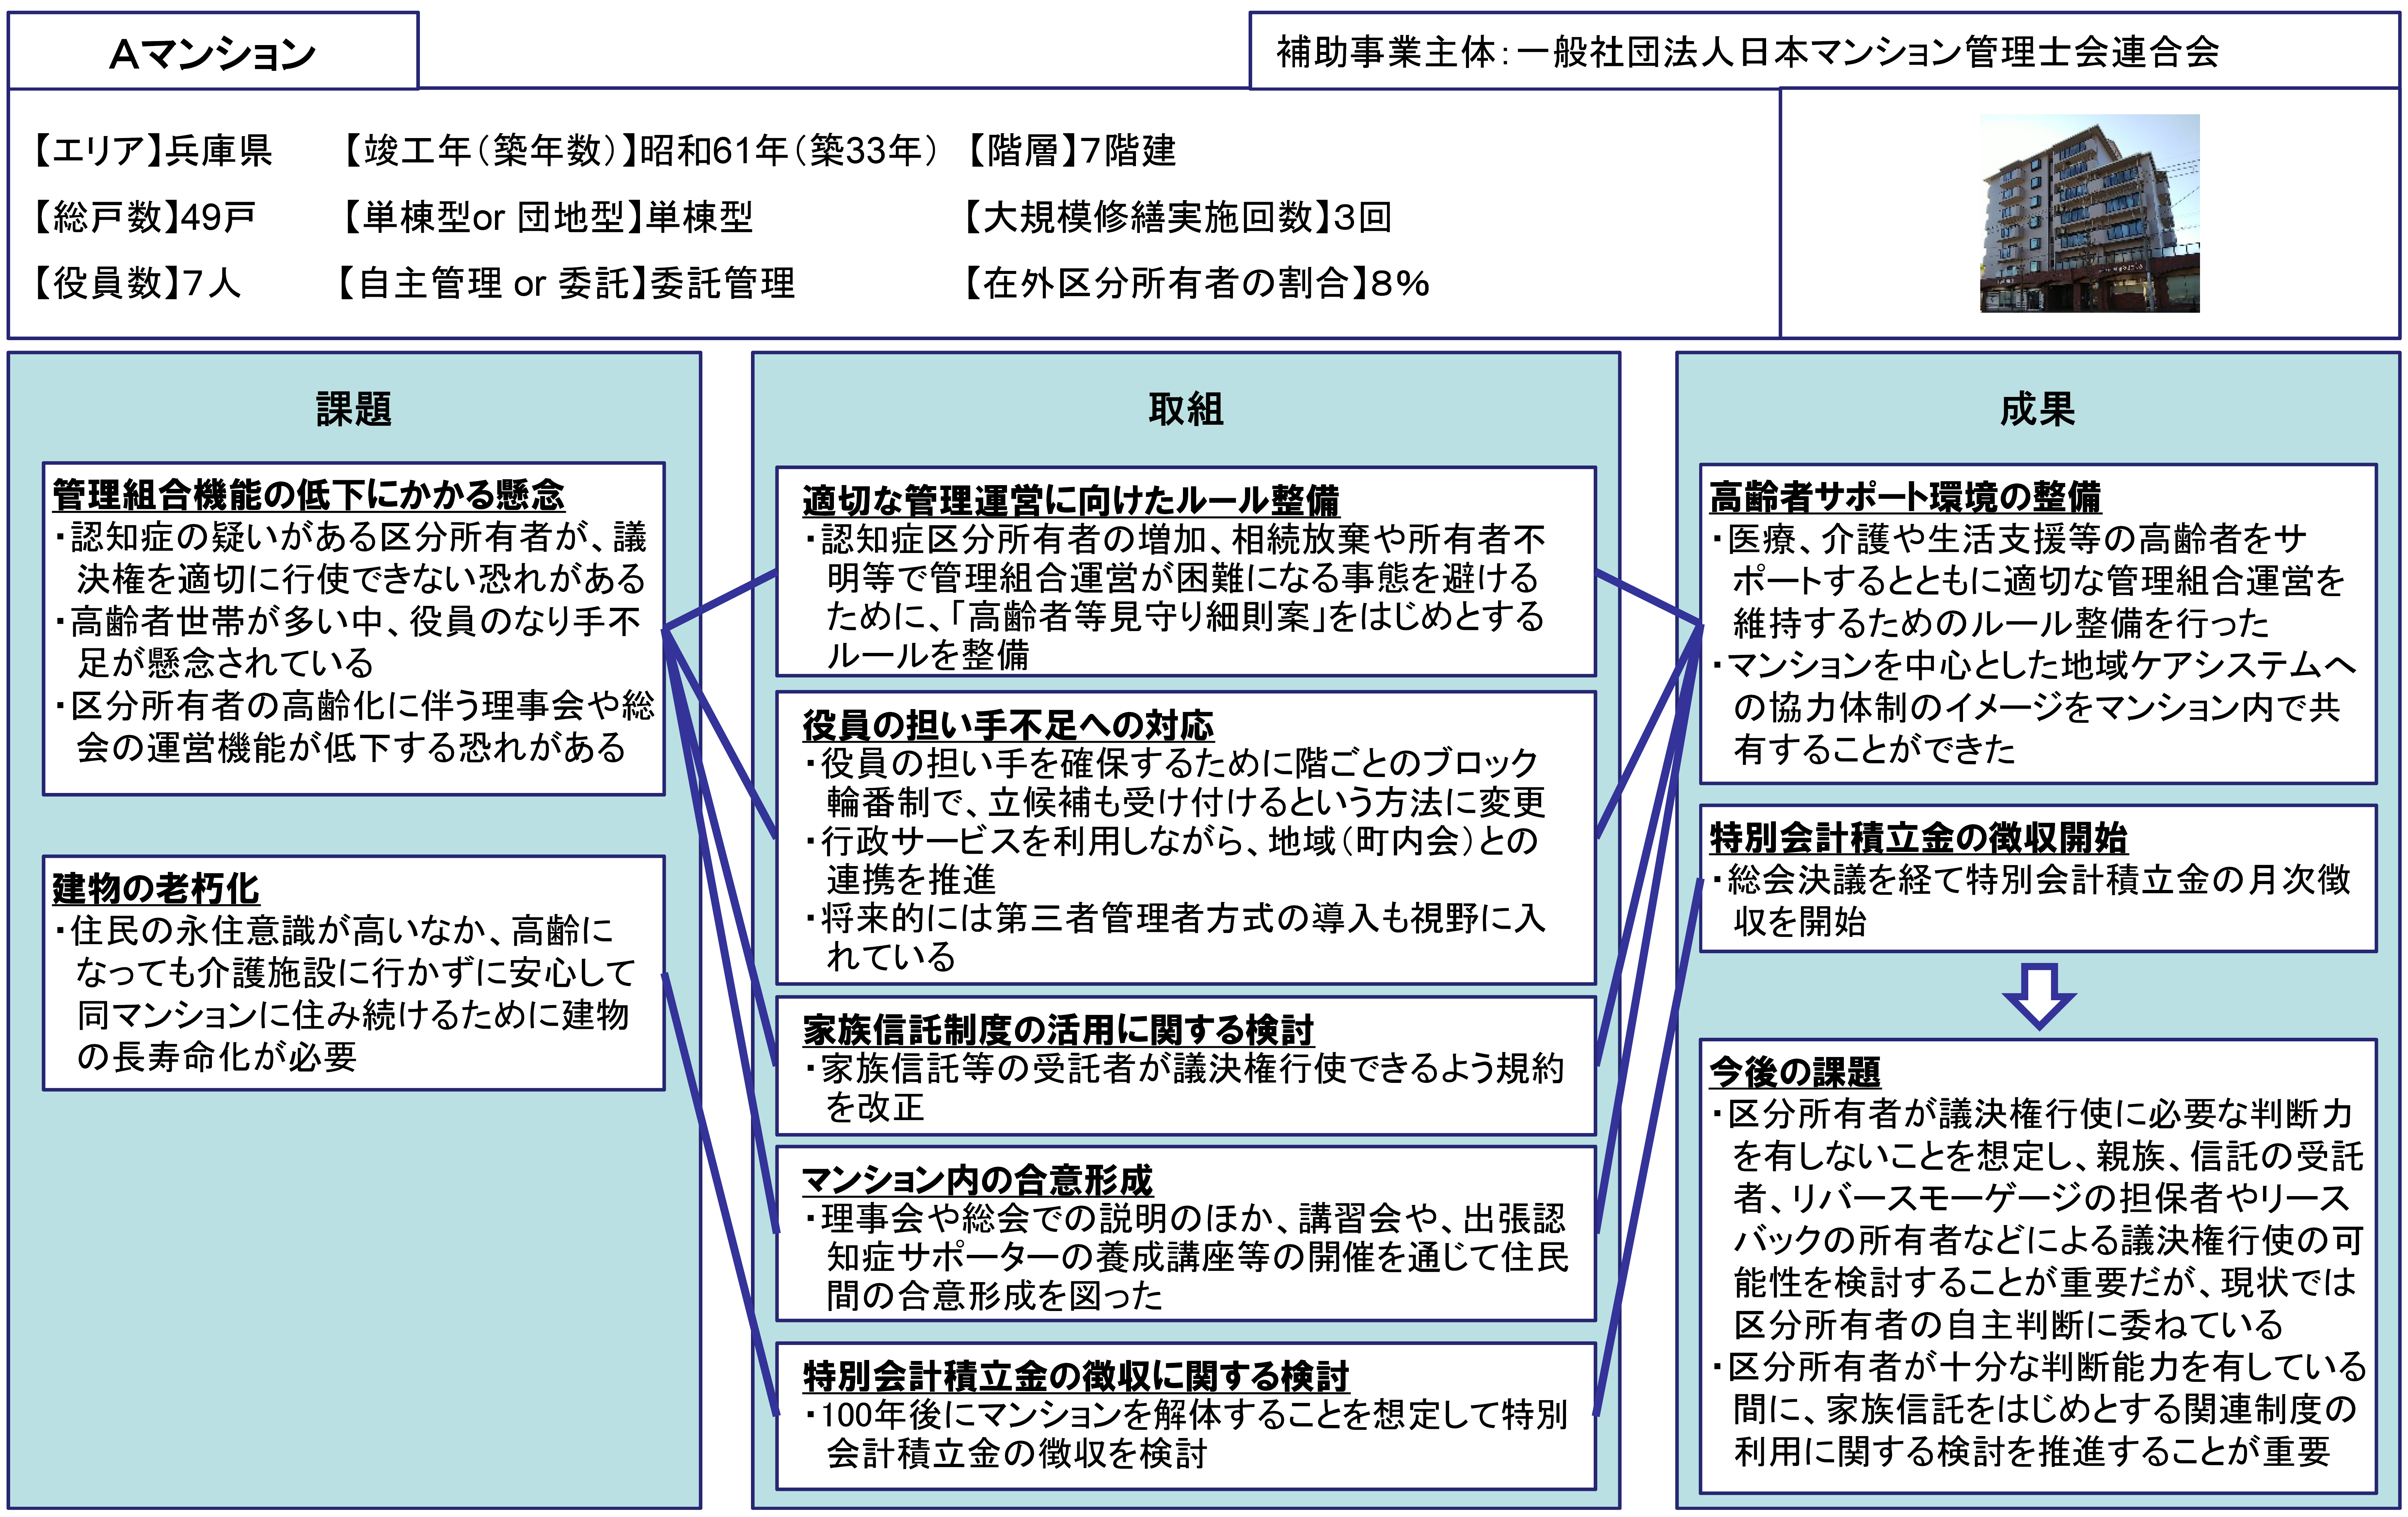 Aマンション
補助事業主体：一般社団法人日本マンション管理士会連合会
【エリア】兵庫県 【竣工年（築年数）】昭和61年（築33年） 【階層】7階建
【総戸数】49戸 【単棟型or 団地型】単棟型 【大規模修繕実施回数】3回
【役員数】7人 【自主管理 or 委託】委託管理 【在外区分所有者の割合】8％
課題
管理組合機能の低下にかかる懸念
・認知症の疑いがある区分所有者が、議
決権を適切に行使できない恐れがある
・高齢者世帯が多い中、役員のなり手不
足が懸念されている
・区分所有者の高齢化に伴う理事会や総
会の運営機能が低下する恐れがある
建物の老朽化
・住民の永住意識が高いなか、高齢に
なっても介護施設に行かずに安心して
同マンションに住み続けるために建物
の長寿命化が必要
取組
適切な管理運営に向けたルール整備
・認知症区分所有者の増加、相続放棄や所有者不
明等で管理組合運営が困難になる事態を避ける
ために、「高齢者等見守り細則案」をはじめとする
ルールを整備
役員の担い手不足への対応
・役員の担い手を確保するために階ごとのブロック
輪番制で、立候補も受け付けるという方法に変更
・行政サービスを利用しながら、地域（町内会）との
連携を推進
・将来的には第三者管理者方式の導入も視野に入
れている
家族信託制度の活用に関する検討
・家族信託等の受託者が議決権行使できるよう規約
を改正
マンション内の合意形成
・理事会や総会での説明のほか、講習会や、出張認
知症サポーターの養成講座等の開催を通じて住民
間の合意形成を図った
特別会計積立金の徴収に関する検討
・100年後にマンションを解体することを想定して特別
会計積立金の徴収を検討
成果
高齢者サポート環境の整備
・医療、介護や生活支援等の高齢者をサ
ポートするとともに適切な管理組合運営を
維持するためのルール整備を行った
・マンションを中心とした地域ケアシステムへ
の協力体制のイメージをマンション内で共
有することができた
特別会計積立金の徴収開始
・総会決議を経て特別会計積立金の月次徴
収を開始
今後の課題
・区分所有者が議決権行使に必要な判断力
を有しないことを想定し、親族、信託の受託
者、リバースモーゲージの担保者やリース
バックの所有者などによる議決権行使の可
能性を検討することが重要だが、現状では
区分所有者の自主判断に委ねている
・区分所有者が十分な判断能力を有している
間に、家族信託をはじめとする関連制度の
利用に関する検討を推進することが重要